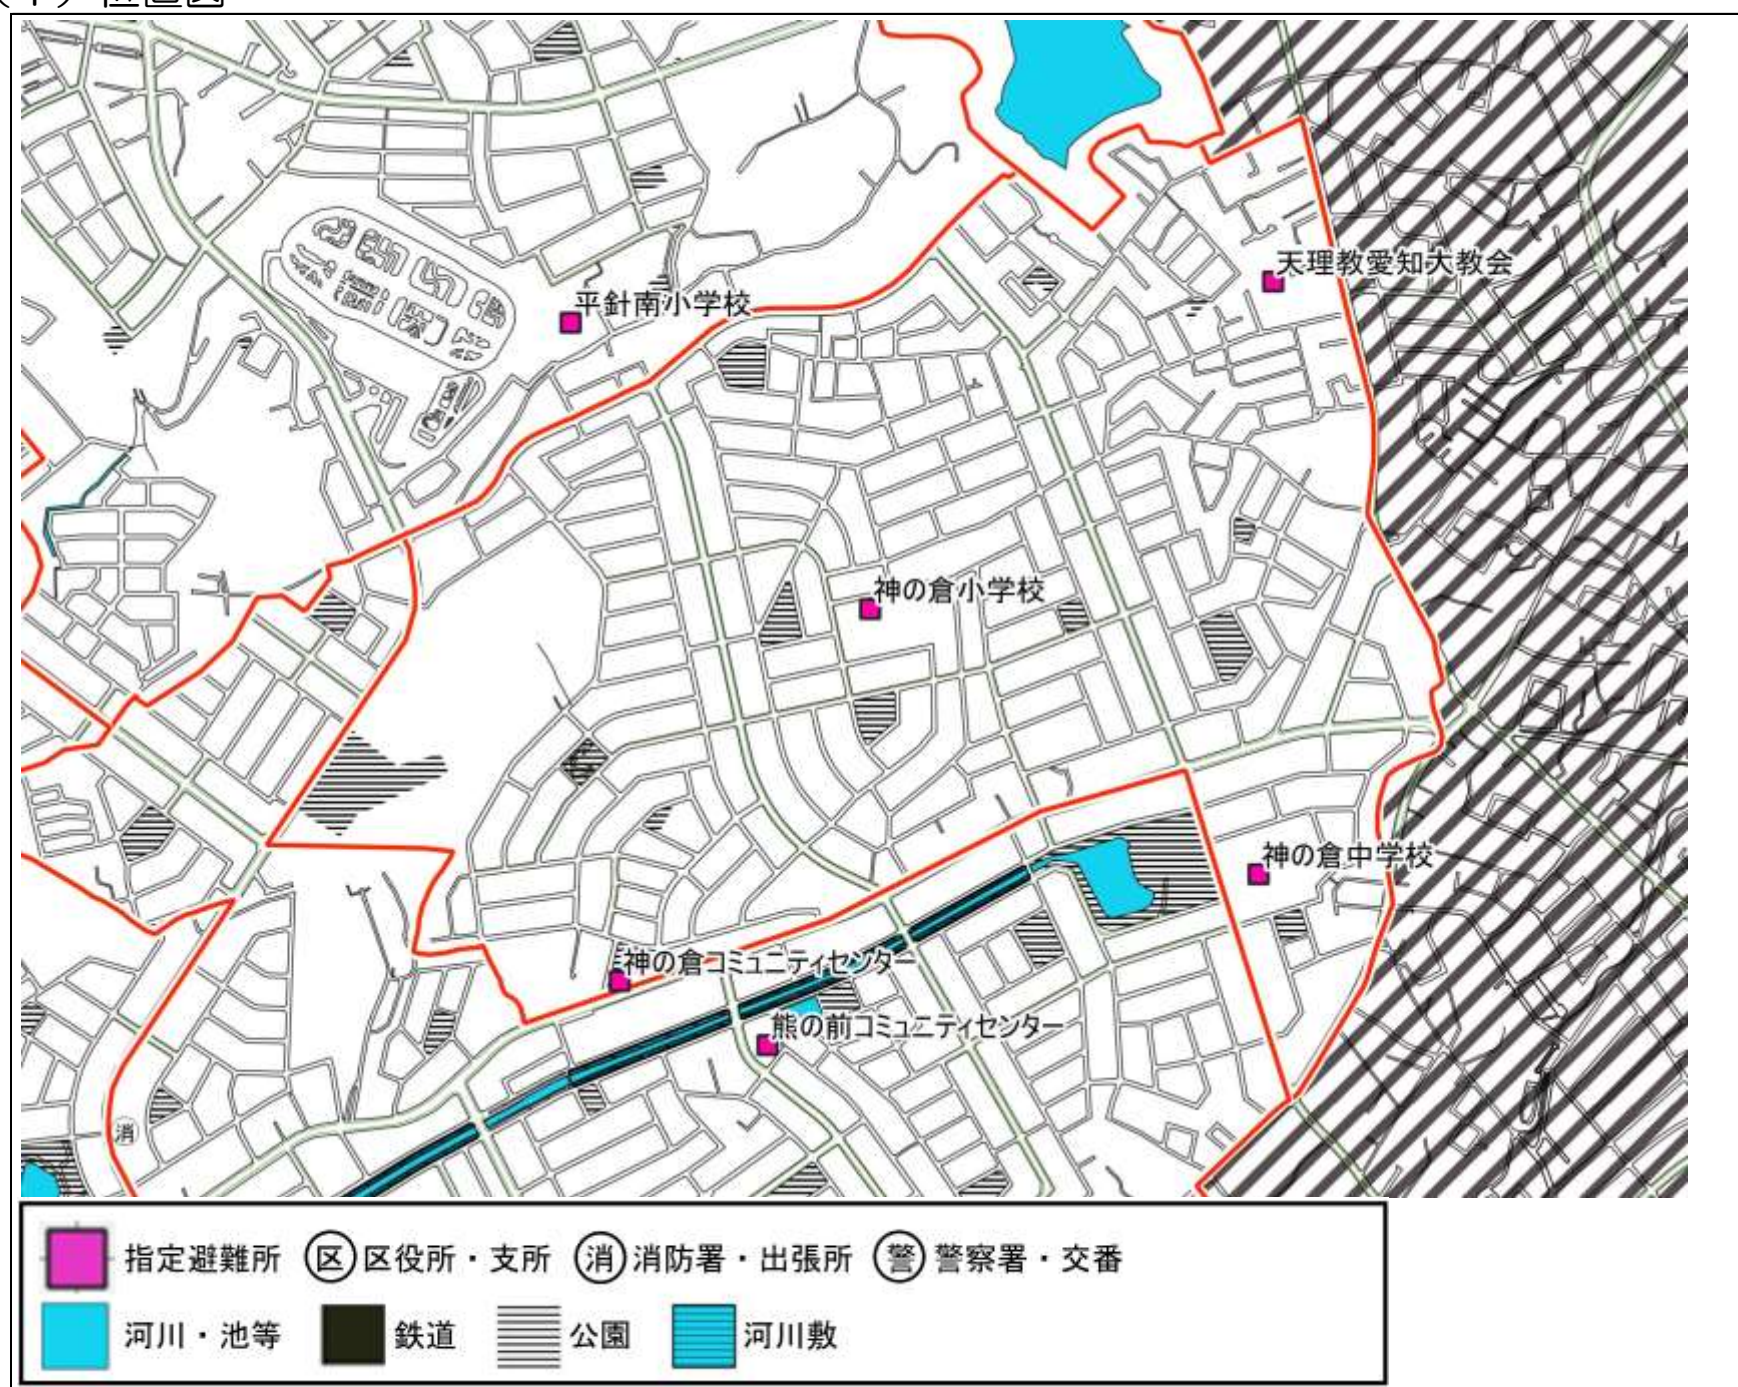 天理教愛知大教会
平針南小学校
神の倉小学校
神の倉中学校
神の倉コミュニティセンター
熊の前コミュニティセンター
消
指定避難所 区 区役所・支所 消 消防署・出張所 警 警察署・交番
河川・池等 鉄道 公園 河川敷